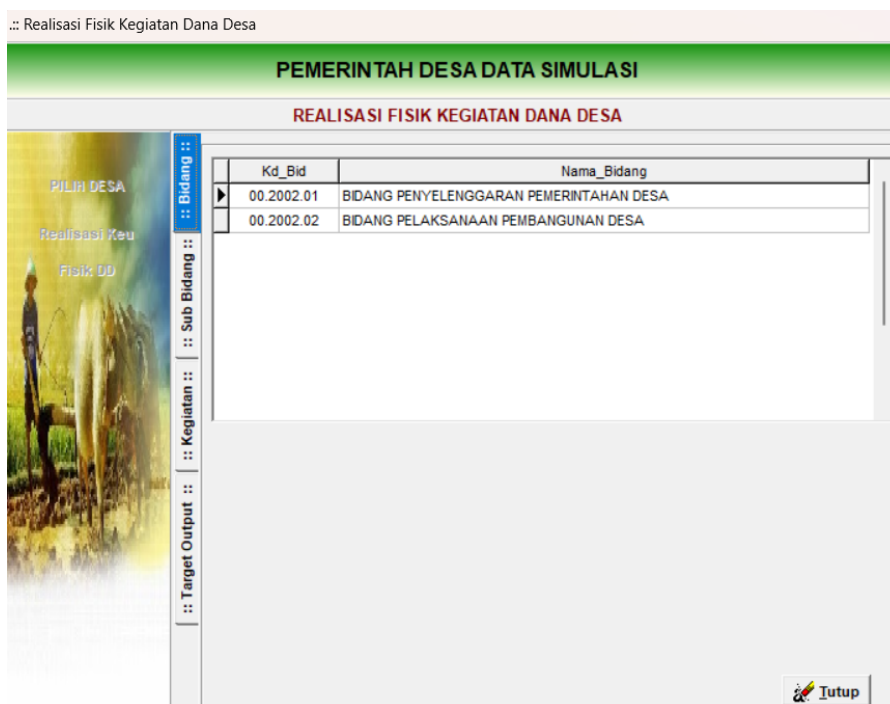 .:: Realisasi Fisik Kegiatan Dana Desa
PEMERINTAH DESA DATA SIMULASI
REALISASI FISIK KEGIATAN DANA DESA
PILIH DESA
Realisasi Keu
Fisik DD
:: Bidang ::
:: Sub Bidang ::
:: Kegiatan ::
:: Target Output ::
Kd_Bid Nama_Bidang
00.2002.01 BIDANG PENYELENGGARAN PEMERINTAHAN DESA
00.2002.02 BIDANG PELAKSANAAN PEMBANGUNAN DESA
Tutup